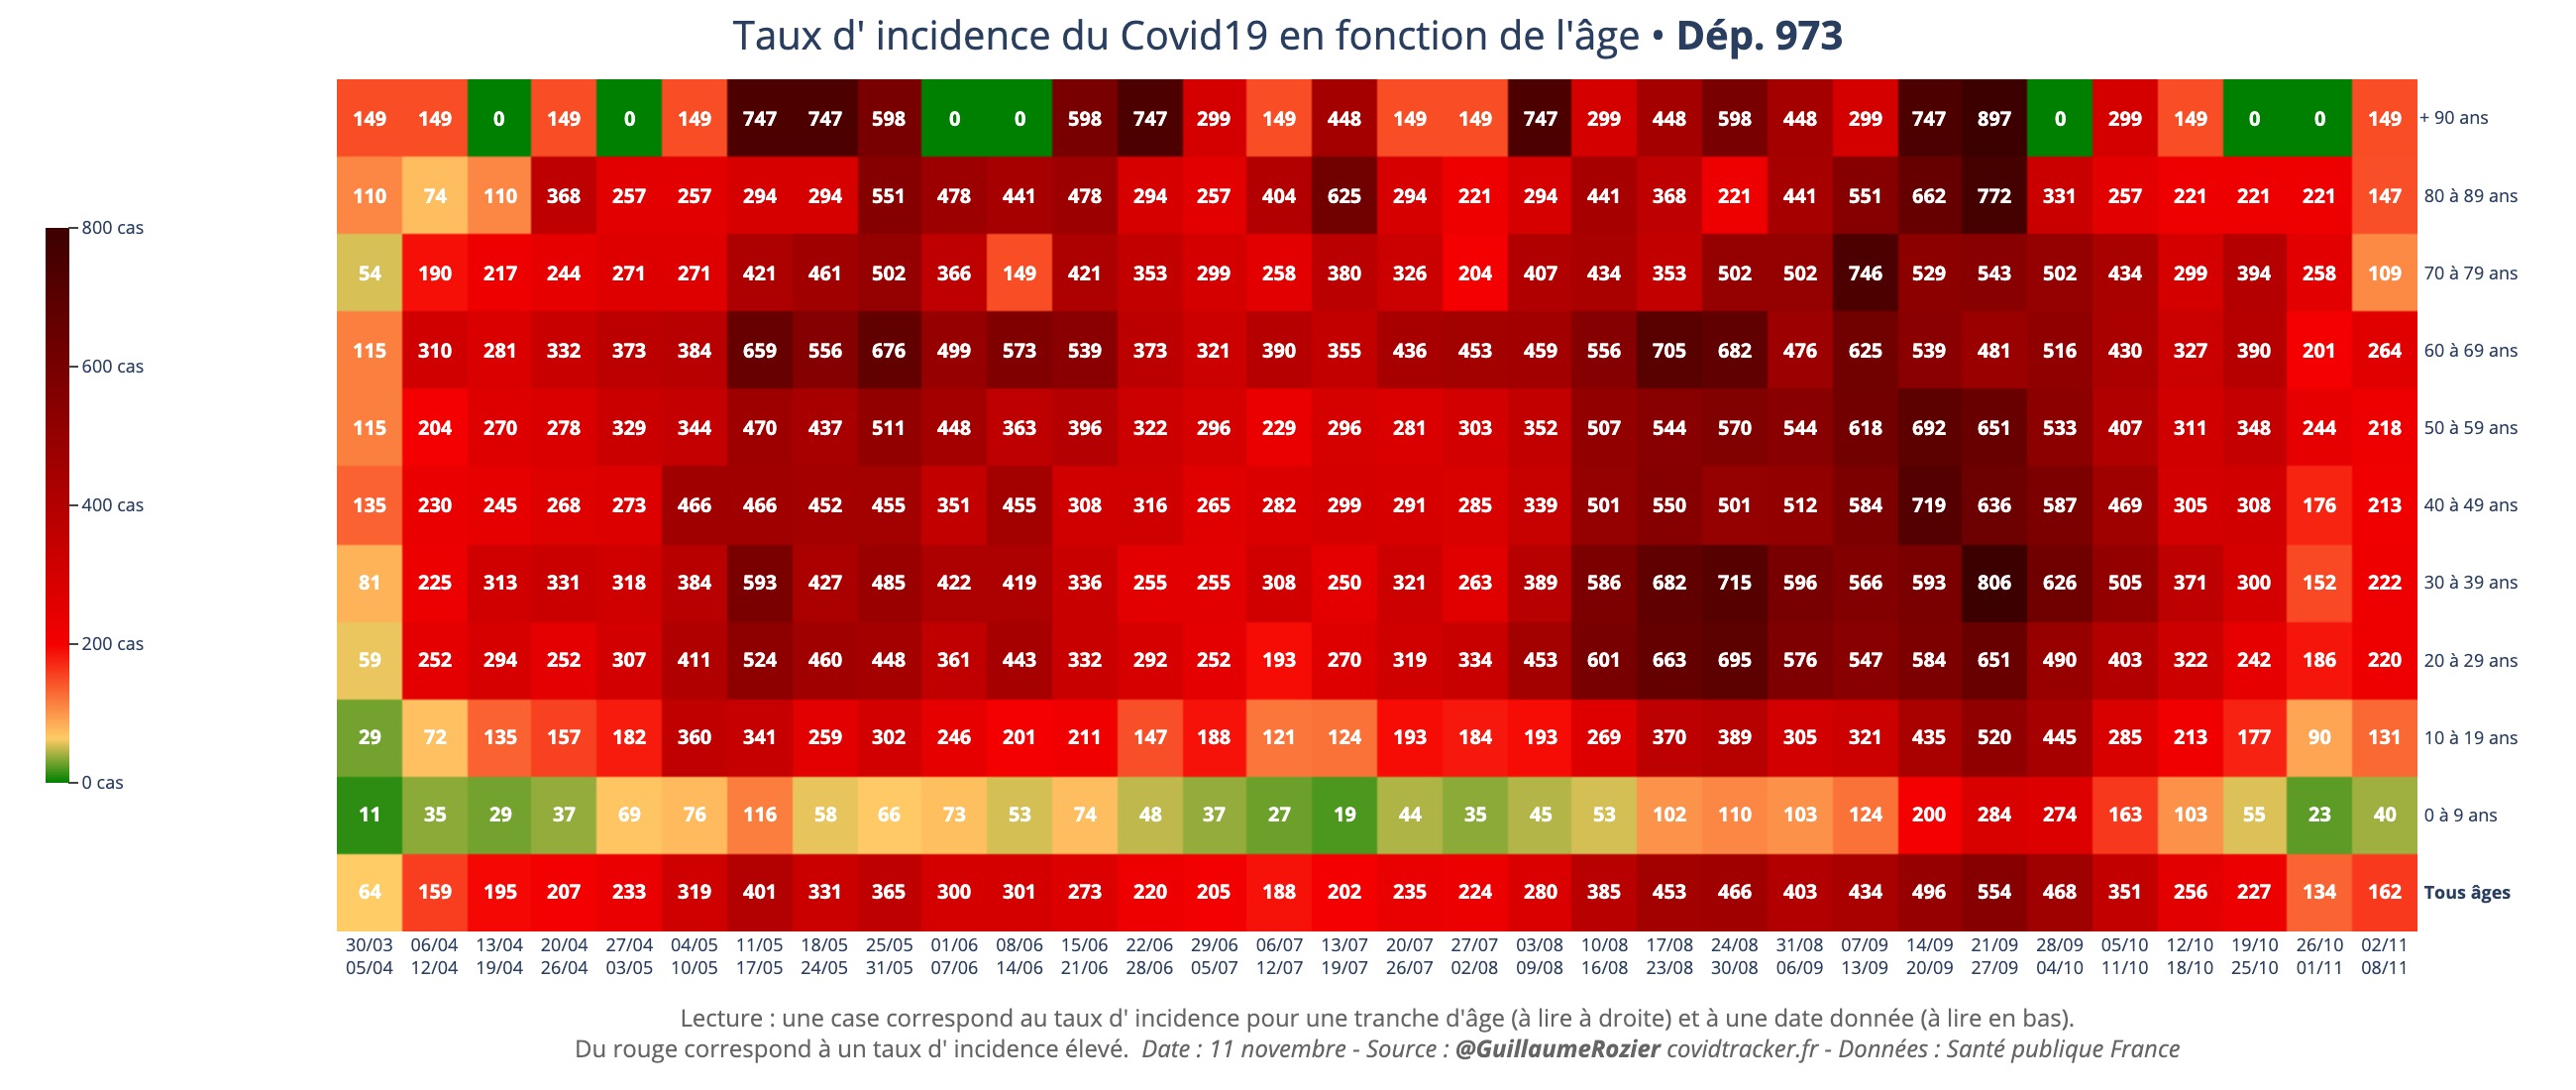 Taux d' incidence du Covid19 en fonction de l'âge • Dép. 973
149 149 0 149 0 149 747 747 598 0 0 598 747 299 149 448 149 149 747 299 448 598 448 299 747 897 0 299 149 0 0 149 + 90 ans
110 74 110 368 257 257 294 294 551 478 441 478 294 257 404 625 294 221 294 441 368 221 441 551 662 772 331 257 221 221 221 147 80 à 89 ans
800 cas
54 190 217 244 271 271 421 461 502 366 149 421 353 299 258 380 326 204 407 434 353 502 502 746 529 543 502 434 299 394 258 109 70 à 79 ans
115 310 281 332 373 384 659 556 676 499 573 539 373 321 390 355 436 453 459 556 705 682 476 625 539 481 516 430 327 390 201 264 60 à 69 ans
600 cas
115 204 270 278 329 344 470 437 511 448 363 396 322 296 229 296 281 303 352 507 544 570 544 618 692 651 533 407 311 348 244 218 50 à 59 ans
400 cas
135 230 245 268 273 466 466 452 455 351 455 308 316 265 282 299 291 285 339 501 550 501 512 584 719 636 587 469 305 308 176 213 40 à 49 ans
81 225 313 331 318 384 593 427 485 422 419 336 255 255 308 250 321 263 389 586 682 715 596 566 593 806 626 505 371 300 152 222 30 à 39 ans
200 cas
59 252 294 252 307 411 524 460 448 361 443 332 292 252 193 270 319 334 453 601 663 695 576 547 584 651 490 403 322 242 186 220 20 à 29 ans
29 72 135 157 182 360 341 259 302 246 201 211 147 188 121 124 193 184 193 269 370 389 305 321 435 520 445 285 213 177 90 131 10 à 19 ans
0 cas
11 35 29 37 69 76 116 58 66 73 53 74 48 37 27 19 44 35 45 53 102 110 103 124 200 284 274 163 103 55 23 40 0 à 9 ans
64 159 195 207 233 319 401 331 365 300 301 273 220 205 188 202 235 224 280 385 453 466 403 434 496 554 468 351 256 227 134 162 Tous âges
30/03 06/04 13/04 20/04 27/04 04/05 11/05 18/05 25/05 01/06 08/06 15/06 22/06 29/06 06/07 13/07 20/07 27/07 03/08 10/08 17/08 24/08 31/08 07/09 14/09 21/09 28/09 05/10 12/10 19/10 26/10 02/11
05/04 12/04 19/04 26/04 03/05 10/05 17/05 24/05 31/05 07/06 14/06 21/06 28/06 05/07 12/07 19/07 26/07 02/08 09/08 16/08 23/08 30/08 06/09 13/09 20/09 27/09 04/10 11/10 18/10 25/10 01/11 08/11
Lecture : une case correspond au taux d' incidence pour une tranche d'âge (à lire à droite) et à une date donnée (à lire en bas).
Du rouge correspond à un taux d' incidence élevé. Date : 11 novembre - Source : @GuillaumeRozier covidtracker.fr - Données : Santé publique France